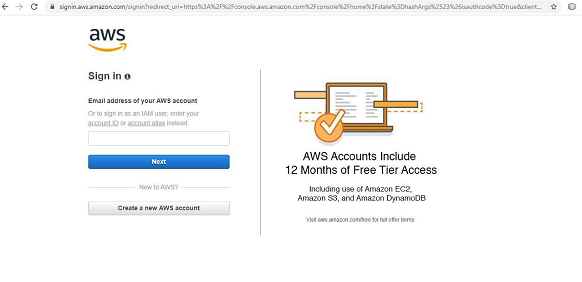 signin.aws.amazon.com/signin?redirect_uri=https%3A%2F%2Fconsole.aws.amazon.com%2Fconsole%2Fhome%3Fstate%3DhashArgs%2523%26isauthcode%3Dtrue&client...
aws
Sign in
Email address of your AWS account
Or to sign in as an IAM user, enter your
account ID or account alias instead.
Next
New to AWS?
Create a new AWS account
AWS Accounts Include
12 Months of Free Tier Access
Including use of Amazon EC2,
Amazon S3, and Amazon DynamoDB
Visit aws.amazon.com/free for full offer terms